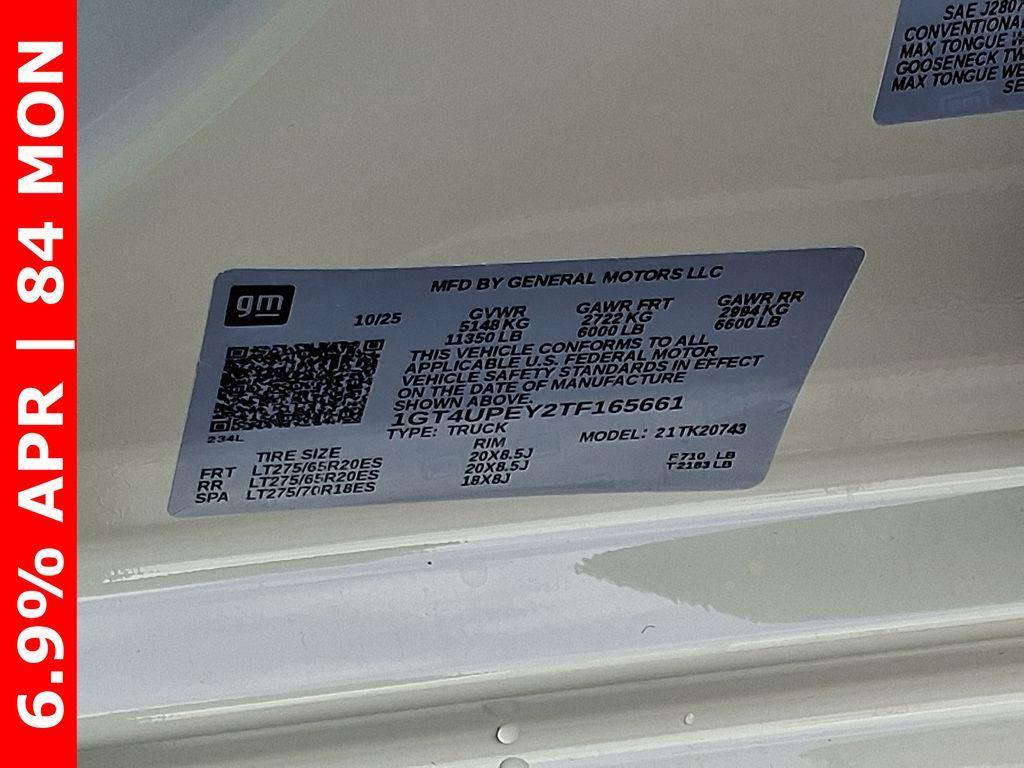 6.9% APR | 84 MON
SAE J2807
CONVENTIONAL
MAX TONGUE
GOOSENECK TW
MAX TONGUE WE
SE
gm
MFD BY GENERAL MOTORS LLC
10/25
GVWR GAWR FRT GAWR RR
5148 KG 2722 KG 2994 KG
11350 LB 6000 LB 6600 LB
THIS VEHICLE CONFORMS TO ALL
APPLICABLE U.S. FEDERAL MOTOR
VEHICLE SAFETY STANDARDS IN EFFECT
ON THE DATE OF MANUFACTURE
SHOWN ABOVE.
1GT4UPEY2TF165661
234L
TYPE: TRUCK MODEL: 21TK20743
TIRE SIZE RIM
FRT LT275/65R20ES 20X8.5J F710 LB
RR LT275/65R20ES 20X8.5J T2183 LB
SPA LT275/70R18ES 18X8J